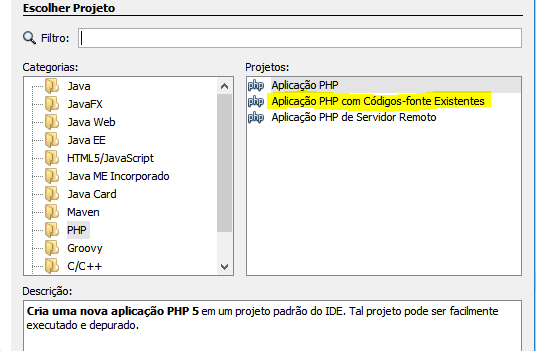 Escolher Projeto
Filtro:
Categorias:
Java
JavaFX
Java Web
Java EE
HTML5/JavaScript
Java ME Incorporado
Java Card
Maven
PHP
Groovy
C/C++
Projetos:
php Aplicação PHP
php Aplicação PHP com Códigos-fonte Existentes
php Aplicação PHP de Servidor Remoto
Descrição:
Cria uma nova aplicação PHP 5 em um projeto padrão do IDE. Tal projeto pode ser facilmente
executado e depurado.